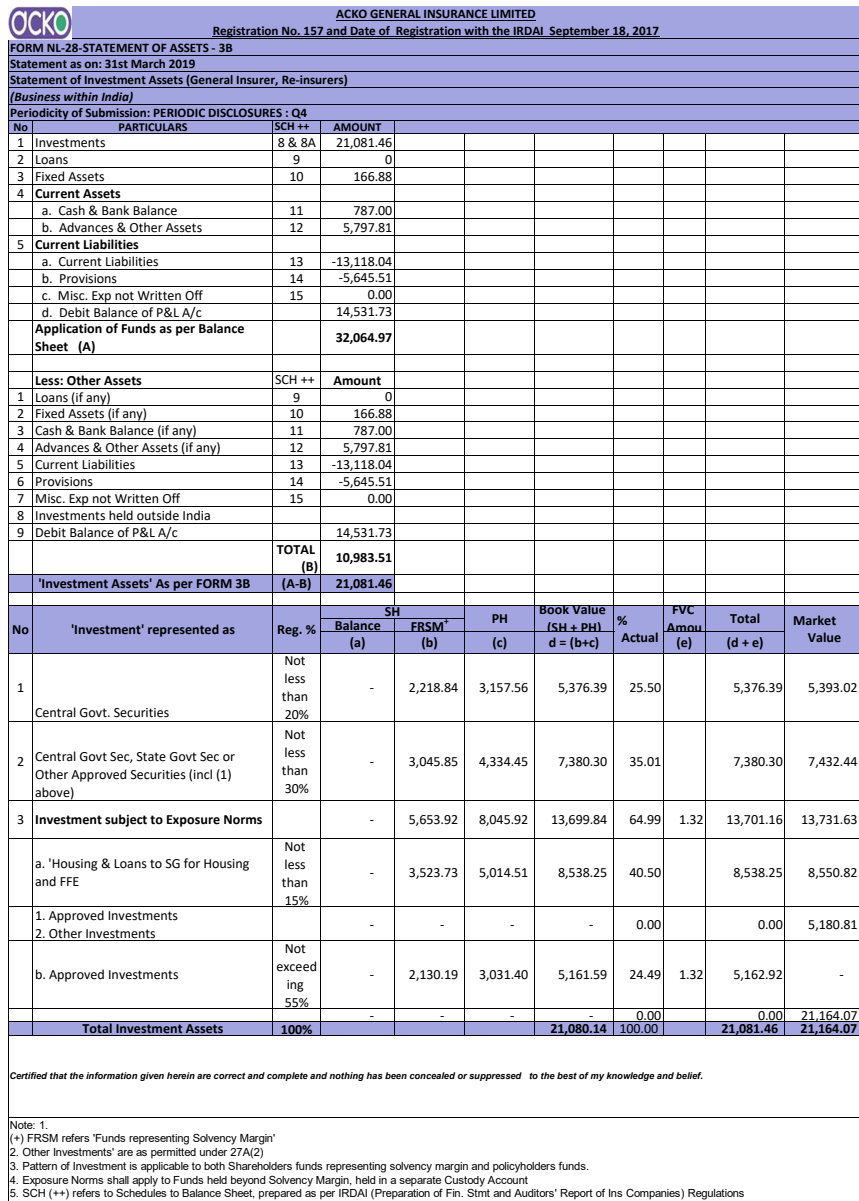 ACKO
ACKO GENERAL INSURANCE LIMITED
Registration No. 157 and Date of Registration with the IRDAI September 18, 2017
FORM NL-28-STATEMENT OF ASSETS - 3B
Statement as on: 31st March 2019
Statement of Investment Assets (General Insurer, Re-insurers)
(Business within India)
Periodicity of Submission: PERIODIC DISCLOSURES : Q4
No PARTICULARS SCH ++ AMOUNT
1 Investments 8 & 8A 21,081.46
2 Loans 9 0
3 Fixed Assets 10 166.88
4 Current Assets
a. Cash & Bank Balance 11 787.00
b. Advances & Other Assets 12 5,797.81
5 Current Liabilities
a. Current Liabilities 13 -13,118.04
b. Provisions 14 -5,645.51
c. Misc. Exp not Written Off 15 0.00
d. Debit Balance of P&L A/c 14,531.73
Application of Funds as per Balance
Sheet (A) 32,064.97
Less: Other Assets SCH ++ Amount
1 Loans (if any) 9 0
2 Fixed Assets (if any) 10 166.88
3 Cash & Bank Balance (if any) 11 787.00
4 Advances & Other Assets (if any) 12 5,797.81
5 Current Liabilities 13 -13,118.04
6 Provisions 14 -5,645.51
7 Misc. Exp not Written Off 15 0.00
8 Investments held outside India
9 Debit Balance of P&L A/c 14,531.73
TOTAL
(B) 10,983.51
'Investment Assets' As per FORM 3B (A-B) 21,081.46
No 'Investment' represented as Reg. % SH PH Book Value (SH + PH) % Actual FVC Amou Total Market Value
Balance FRSM+
(a) (b) (c) d = (b+c) (e) (d + e)
1 Central Govt. Securities Not less than 20% - 2,218.84 3,157.56 5,376.39 25.50 5,376.39 5,393.02
2 Central Govt Sec, State Govt Sec or
Other Approved Securities (incl (1)
above) Not less than 30% - 3,045.85 4,334.45 7,380.30 35.01 7,380.30 7,432.44
3 Investment subject to Exposure Norms - 5,653.92 8,045.92 13,699.84 64.99 1.32 13,701.16 13,731.63
a. 'Housing & Loans to SG for Housing
and FFE Not less than 15% - 3,523.73 5,014.51 8,538.25 40.50 8,538.25 8,550.82
1. Approved Investments
2. Other Investments - - - - 0.00 0.00 5,180.81
b. Approved Investments Not exceed ing 55% - 2,130.19 3,031.40 5,161.59 24.49 1.32 5,162.92 -
- - - - 0.00 0.00 21,164.07
Total Investment Assets 100% 21,080.14 100.00 21,081.46 21,164.07
Certified that the information given herein are correct and complete and nothing has been concealed or suppressed to the best of my knowledge and belief.
Note: 1.
(+) FRSM refers 'Funds representing Solvency Margin'
2. Other Investments' are as permitted under 27A(2)
3. Pattern of Investment is applicable to both Shareholders funds representing solvency margin and policyholders funds.
4. Exposure Norms shall apply to Funds held beyond Solvency Margin, held in a separate Custody Account
5. SCH (++) refers to Schedules to Balance Sheet, prepared as per IRDAI (Preparation of Fin. Stmt and Auditors' Report of Ins Companies) Regulations